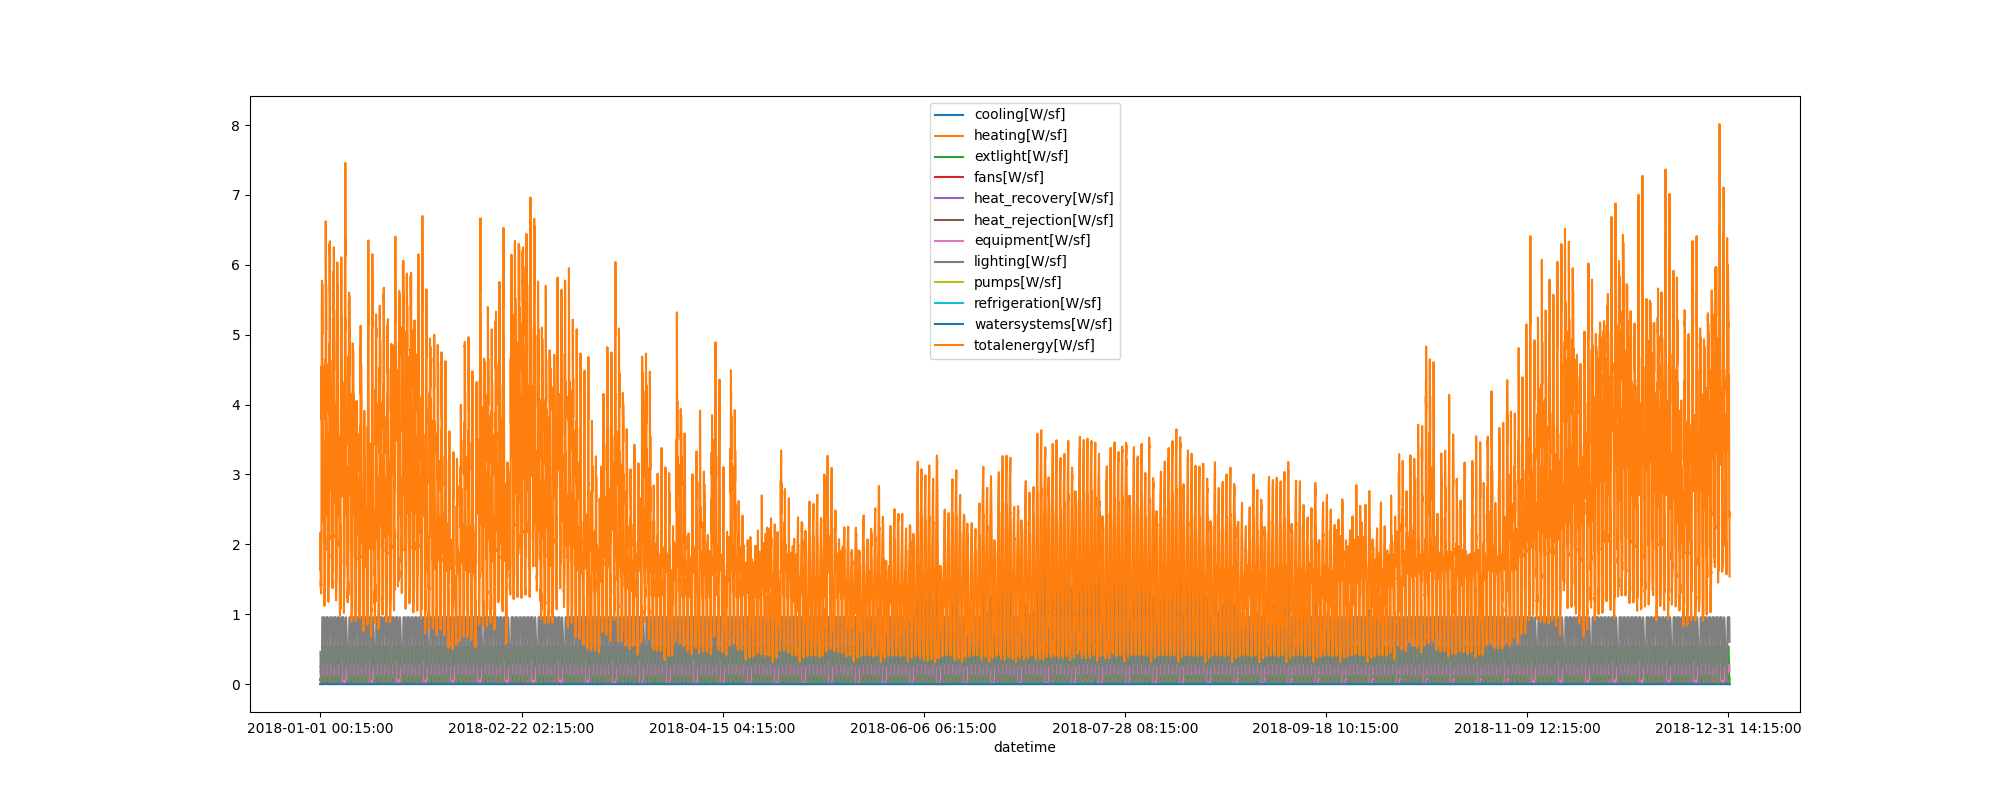 8
7
6
5
4
3
2
1
0
cooling[W/sf]
heating[W/sf]
extlight[W/sf]
fans[W/sf]
heat_recovery[W/sf]
heat_rejection[W/sf]
equipment[W/sf]
lighting[W/sf]
pumps[W/sf]
refrigeration[W/sf]
watersystems[W/sf]
totalenergy[W/sf]
2018-01-01 00:15:00 2018-02-22 02:15:00 2018-04-15 04:15:00 2018-06-06 06:15:00 2018-07-28 08:15:00 2018-09-18 10:15:00 2018-11-09 12:15:00 2018-12-31 14:15:00
datetime